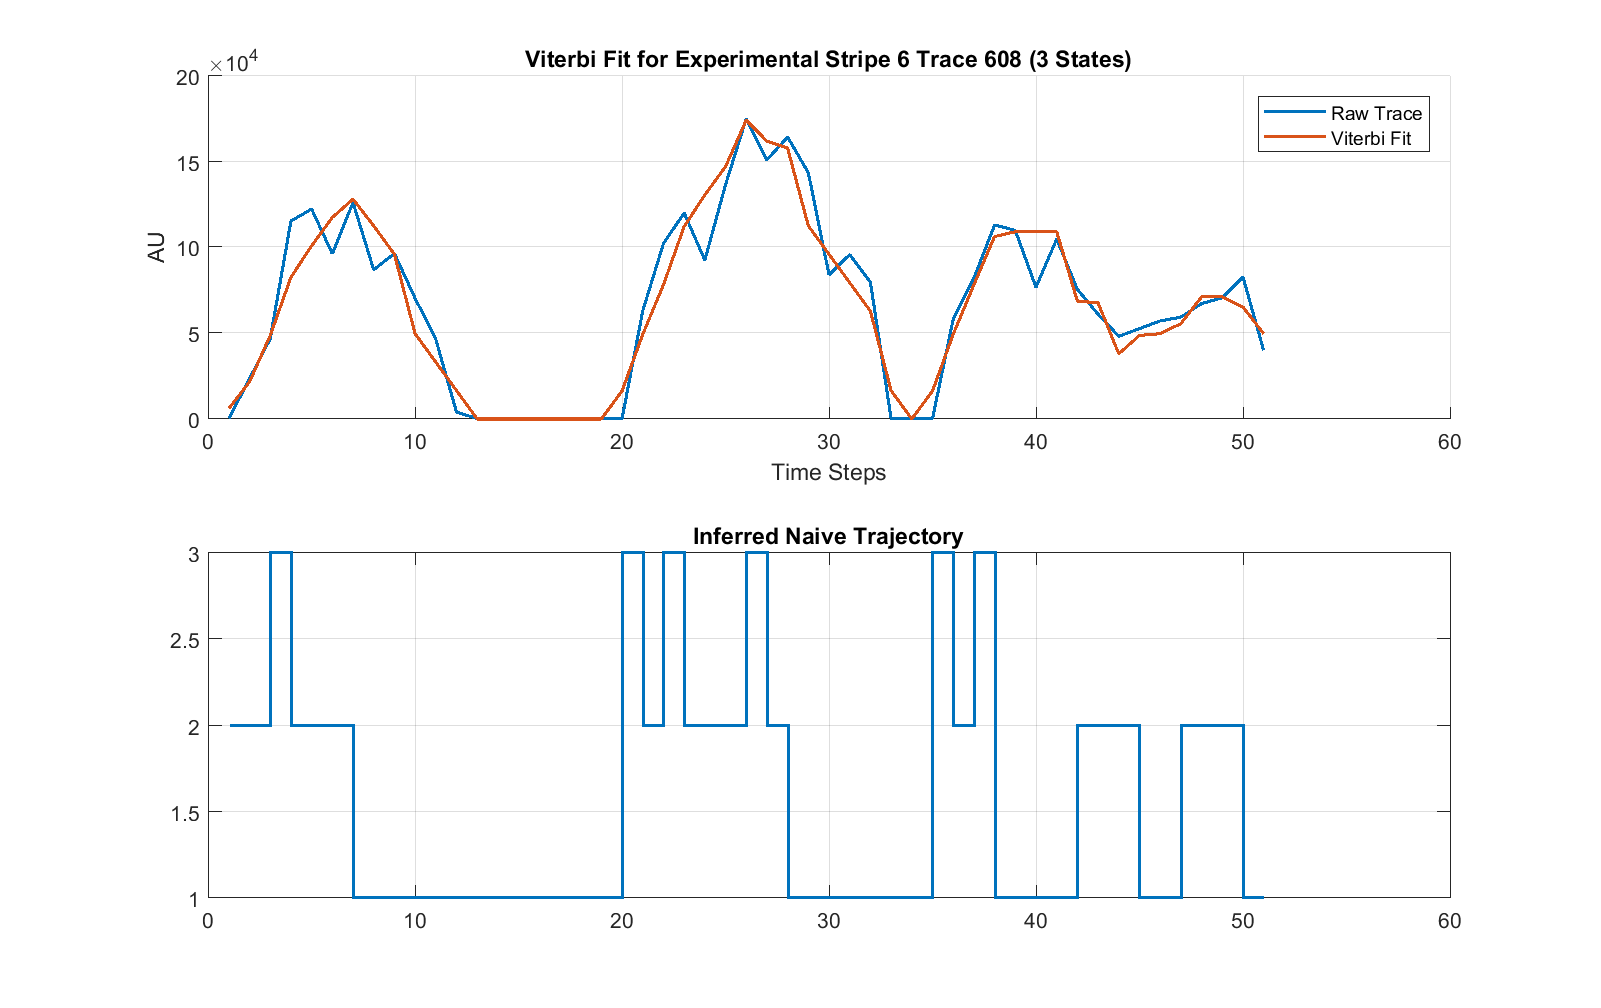 Viterbi Fit for Experimental Stripe 6 Trace 608 (3 States)
×10⁴
20
15
10
5
0
AU
Raw Trace
Viterbi Fit
0 10 20 30 40 50 60
Time Steps
Inferred Naive Trajectory
3
2.5
2
1.5
1
0 10 20 30 40 50 60